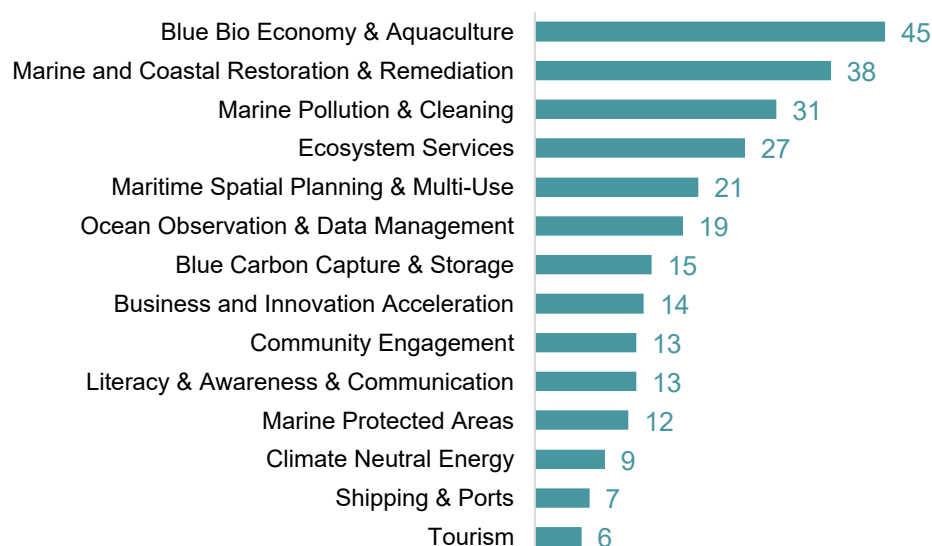 Blue Bio Economy & Aquaculture 45
Marine and Coastal Restoration & Remediation 38
Marine Pollution & Cleaning 31
Ecosystem Services 27
Maritime Spatial Planning & Multi-Use 21
Ocean Observation & Data Management 19
Blue Carbon Capture & Storage 15
Business and Innovation Acceleration 14
Community Engagement 13
Literacy & Awareness & Communication 13
Marine Protected Areas 12
Climate Neutral Energy 9
Shipping & Ports 7
Tourism 6